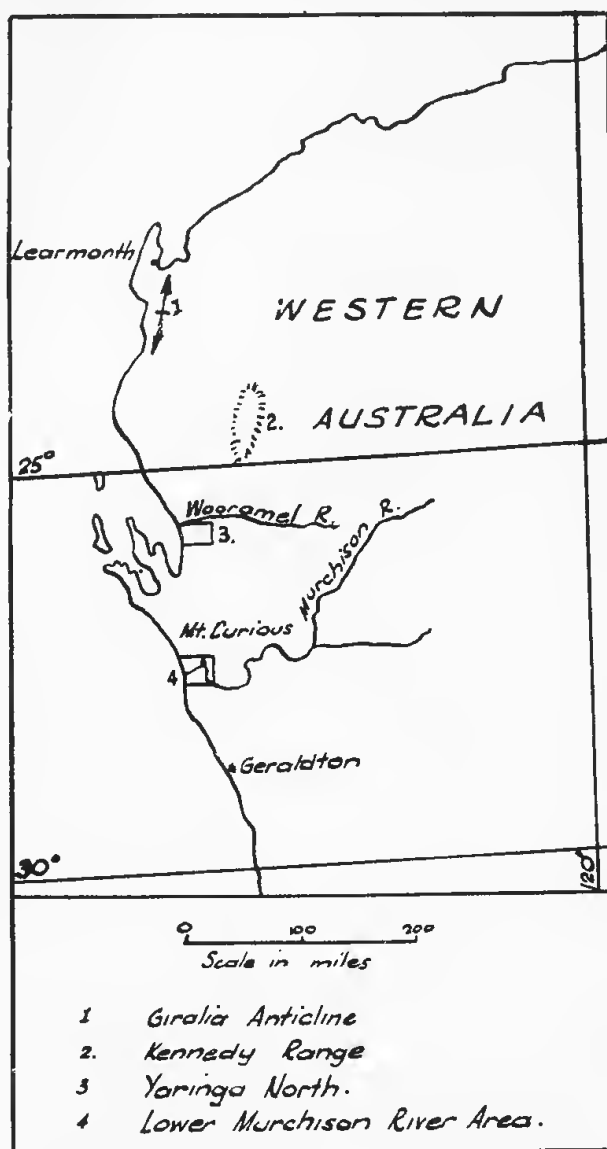 Learmonth
1
WESTERN
2. AUSTRALIA
25°
Wooramel R.
3.
Murchison R.
Mt. Curious
4
Geraldton
30°
120°
0 100 200
Scale in miles
1 Giralia Anticline
2. Kennedy Range
3 Yaringa North.
4 Lower Murchison River Area.